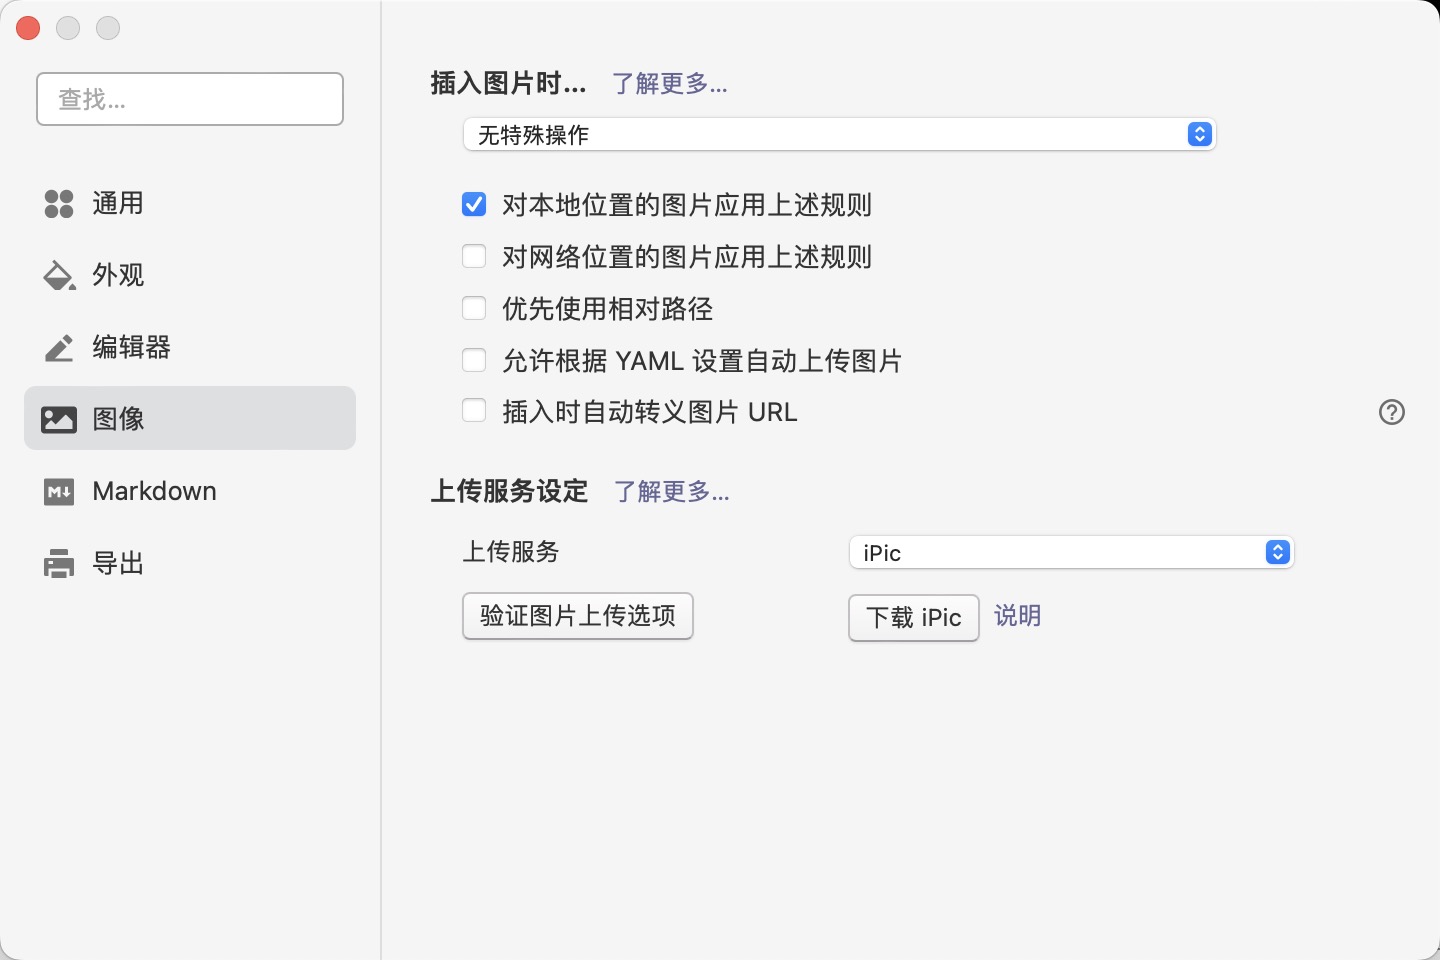 查找...
通用
外观
编辑器
图像
Markdown
导出
插入图片时... 了解更多...
无特殊操作
对本地位置的图片应用上述规则
对网络位置的图片应用上述规则
优先使用相对路径
允许根据 YAML 设置自动上传图片
插入时自动转义图片 URL
上传服务设定 了解更多...
上传服务 iPic
验证图片上传选项 下载 iPic 说明